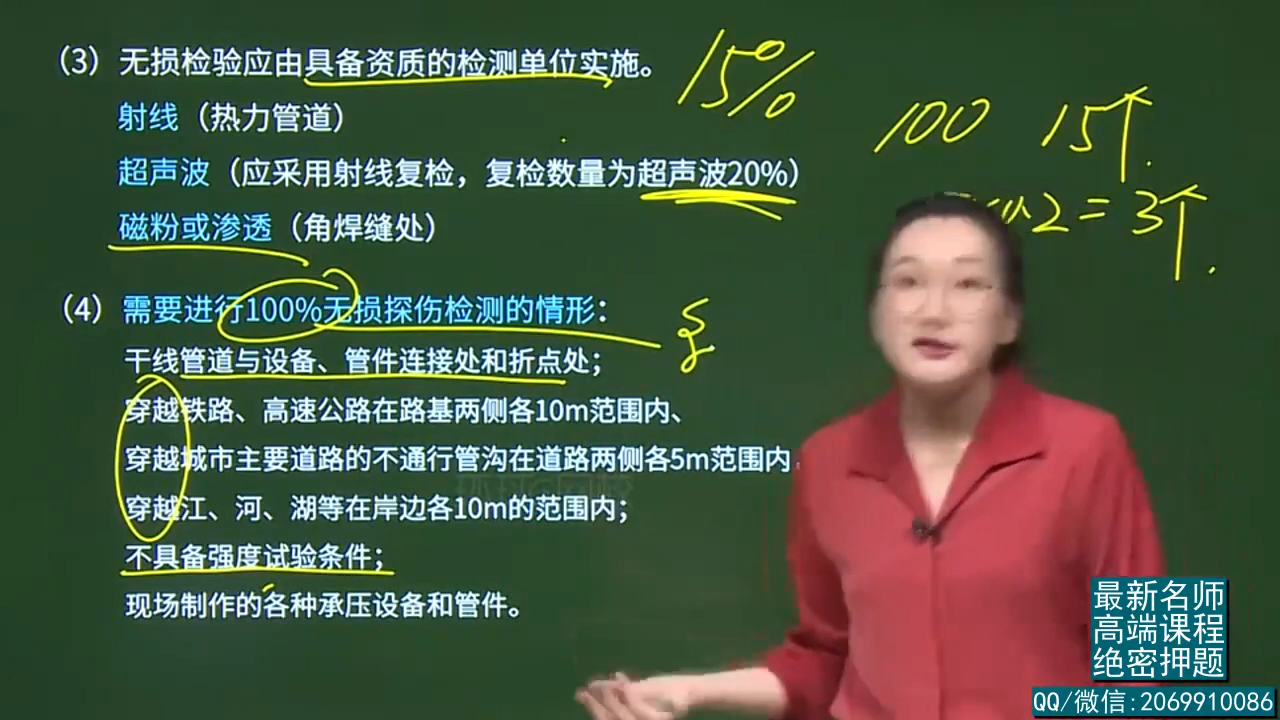 （3）无损检验应由具备资质的检测单位实施。
射线（热力管道）
超声波（应采用射线复检，复检数量为超声波20%）
磁粉或渗透（角焊缝处）
（4）需要进行100%无损探伤检测的情形：
干线管道与设备、管件连接处和折点处；
穿越铁路、高速公路在路基两侧各10m范围内、
穿越城市主要道路的不通行管沟在道路两侧各5m范围内
穿越江、河、湖等在岸边各10m的范围内；
不具备强度试验条件；
现场制作的各种承压设备和管件。
15%
100 15个
2=3个
最新名师
高端课程
绝密押题
QQ/微信:2069910086